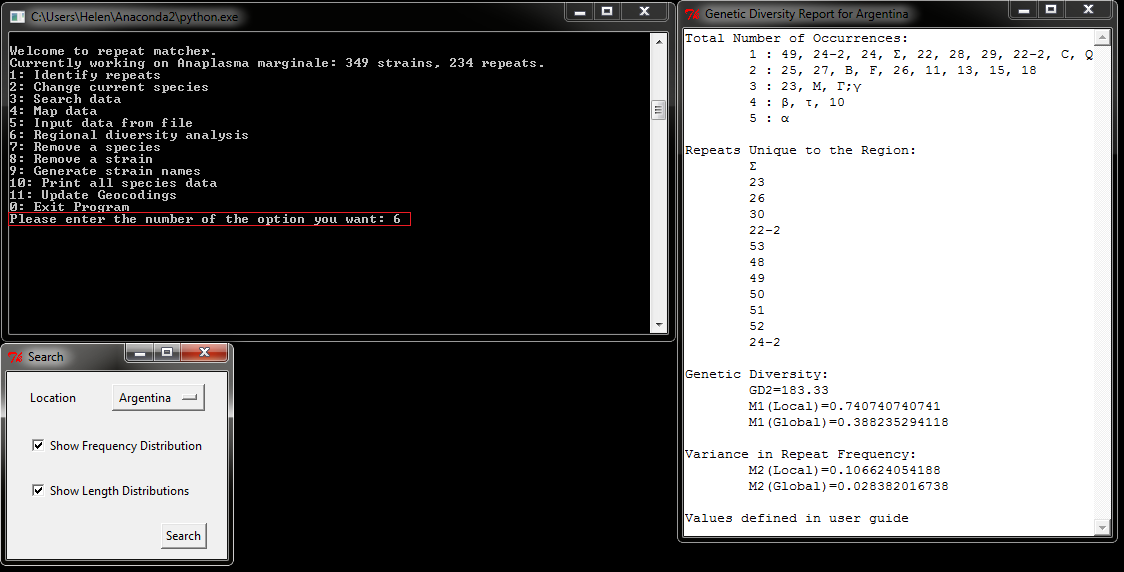 C:\Users\Helen\Anaconda2\python.exe
Welcome to repeat matcher.
Currently working on Anaplasma marginale: 349 strains, 234 repeats.
1: Identify repeats
2: Change current species
3: Search data
4: Map data
5: Input data from file
6: Regional diversity analysis
7: Remove a species
8: Remove a strain
9: Generate strain names
10: Print all species data
11: Update Geocodings
0: Exit Program
Please enter the number of the option you want: 6
Search
Location Argentina
Show Frequency Distribution
Show Length Distributions
Search
Genetic Diversity Report for Argentina
Total Number of Occurrences:
1 : 49, 24-2, 24, Σ, 22, 28, 29, 22-2, C, Q
2 : 25, 27, B, F, 26, 11, 13, 15, 18
3 : 23, M, Γ;γ
4 : β, τ, 10
5 : α
Repeats Unique to the Region:
Σ
23
26
30
22-2
53
48
49
50
51
52
24-2
Genetic Diversity:
GD2=183.33
M1(Local)=0.740740740741
M1(Global)=0.388235294118
Variance in Repeat Frequency:
M2(Local)=0.106624054188
M2(Global)=0.028382016738
Values defined in user guide